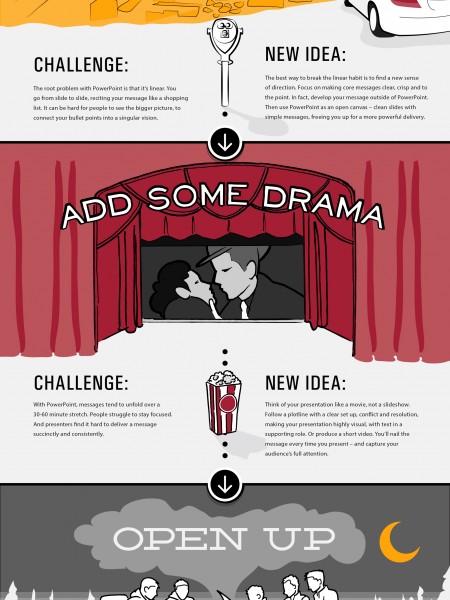 CHALLENGE:
The root problem with PowerPoint is that it's linear. You
go from slide to slide, reciting your message like a shopping
list. It can be hard for people to see the bigger picture, to
connect your bullet points into a singular vision.
NEW IDEA:
The best way to break the linear habit is to find a new sense
of direction. Focus on making core messages clear, crisp and to
the point. In fact, develop your message outside of PowerPoint.
Then use PowerPoint as an open canvas – clean slides with
simple messages, freeing you up for a more powerful delivery.
ADD SOME DRAMA
CHALLENGE:
With PowerPoint, messages tend to unfold over a
30-60 minute stretch. People struggle to stay focused.
And presenters find it hard to deliver a message
succinctly and consistently.
NEW IDEA:
Think of your presentation like a movie, not a slideshow.
Follow a plotline with a clear set up, conflict and resolution,
making your presentation highly visual, with text in a
supporting role. Or produce a short video. You'll nail the
message every time you present – and capture your
audience's full attention.
OPEN UP